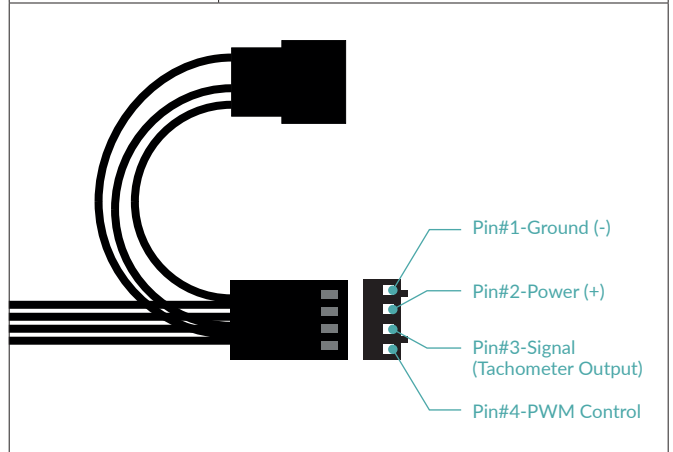 Pin#1-Ground (-)
Pin#2-Power (+)
Pin#3-Signal
(Tachometer Output)
Pin#4-PWM Control